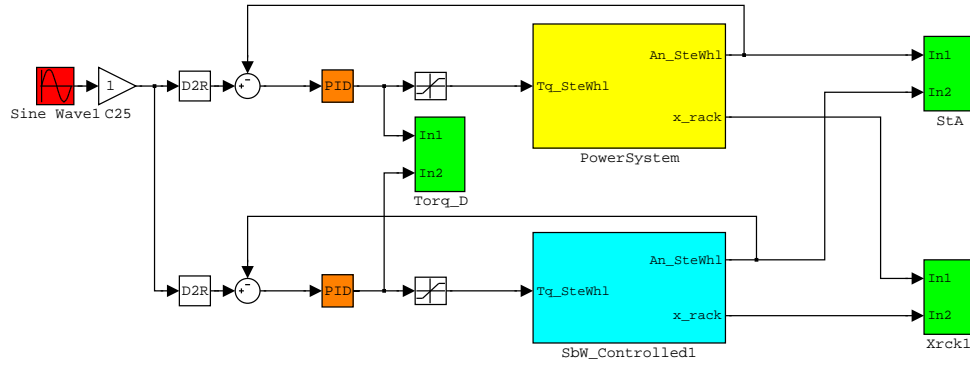 An_SteWhl
In1
1
D2R
PID
Tq_SteWhl
In2
Sine Wave1
C25
StA
x_rack
In1
PowerSystem
In2
Torq_D
An_SteWhl
In1
D2R
PID
Tq_SteWhl
x_rack
In2
Xrck1
SbW_Controlled1